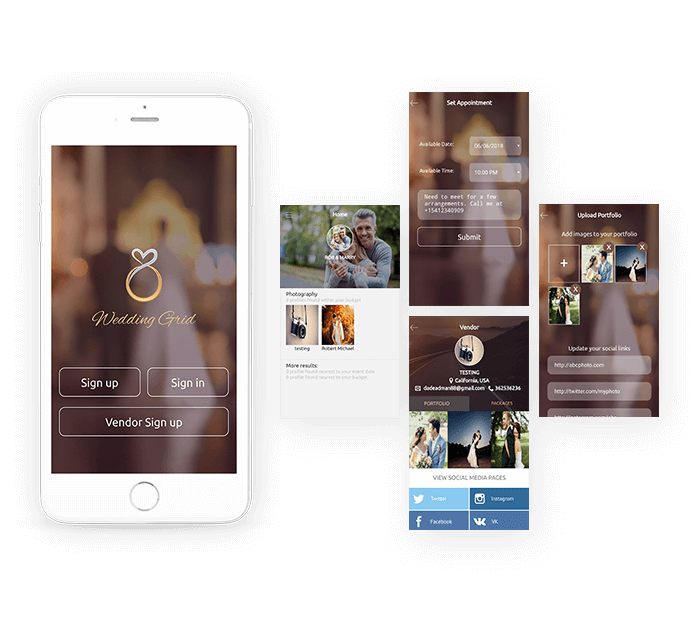 Wedding Grid
Sign up
Sign in
Vendor Sign up
Home
ROB & MARRY
Photography
2 profiles found within your budget
testing
Robert Michael
More results:
0 profile found nearest to your event date
0 profile found nearest to your budget
Set Appointment
Available Date:
06/06/2018
Available Time:
10:00 PM
Need to meet for a few
arrangements. Call me at
+15412340909
Submit
Vendor
TESTING
California, USA
dadeadman88@gmail.com
362536236
PORTFOLIO
PACKAGES
VIEW SOCIAL MEDIA PAGES
Twitter
Instagram
Facebook
VK
Upload Portfolio
Add images to your portfolio
+
X
X
X
Update your social links
http://abcphoto.com
http://twitter.com/myphoto